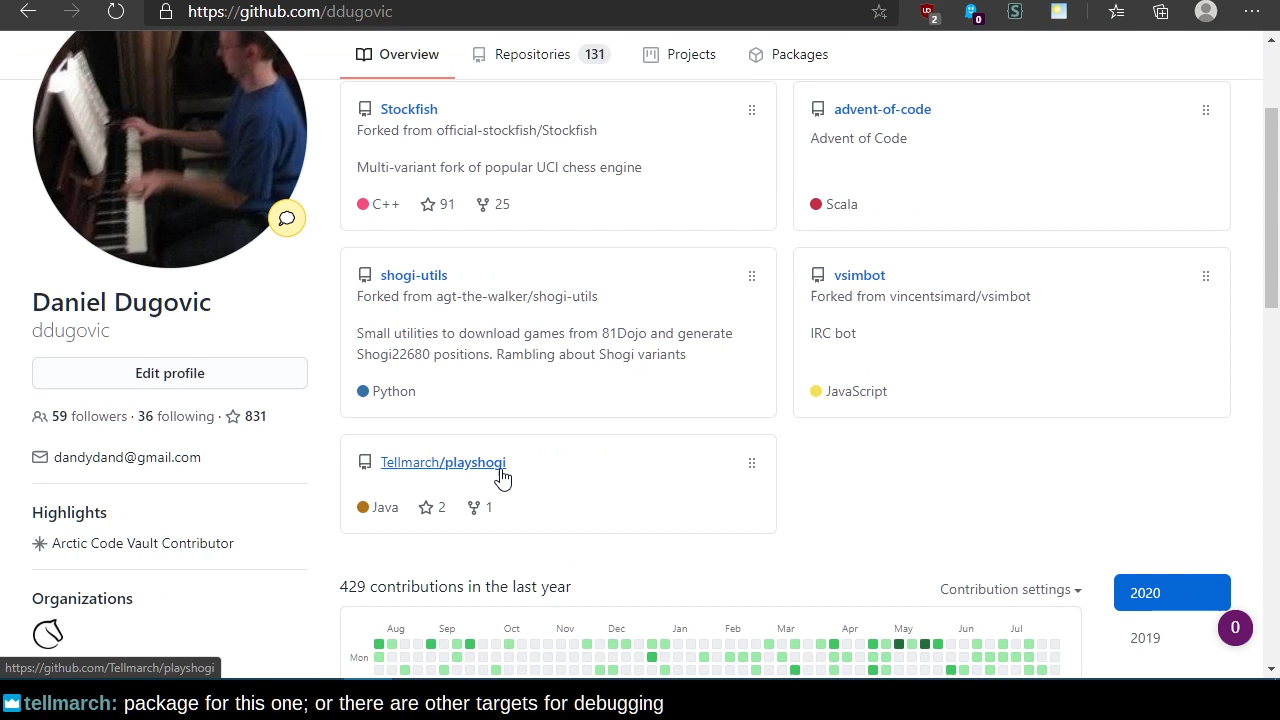 https://github.com/ddugovic
2
0
Overview
Repositories 131
Projects
Packages
Stockfish
Forked from official-stockfish/Stockfish
Multi-variant fork of popular UCI chess engine
C++ 91 25
advent-of-code
Advent of Code
Scala
shogi-utils
Forked from agt-the-walker/shogi-utils
Small utilities to download games from 81Dojo and generate
Shogi22680 positions. Rambling about Shogi variants
Python
vsimbot
Forked from vincentsimard/vsimbot
IRC bot
JavaScript
Tellmarch/playshogi
Java 2 1
Daniel Dugovic
ddugovic
Edit profile
59 followers · 36 following · 831
dandydand@gmail.com
Highlights
Arctic Code Vault Contributor
Organizations
429 contributions in the last year
Contribution settings
2020
2019
0
Aug Sep Oct Nov Dec Jan Feb Mar Apr May Jun Jul
Mon
https://github.com/Tellmarch/playshogi
tellmarch: package for this one; or there are other targets for debugging